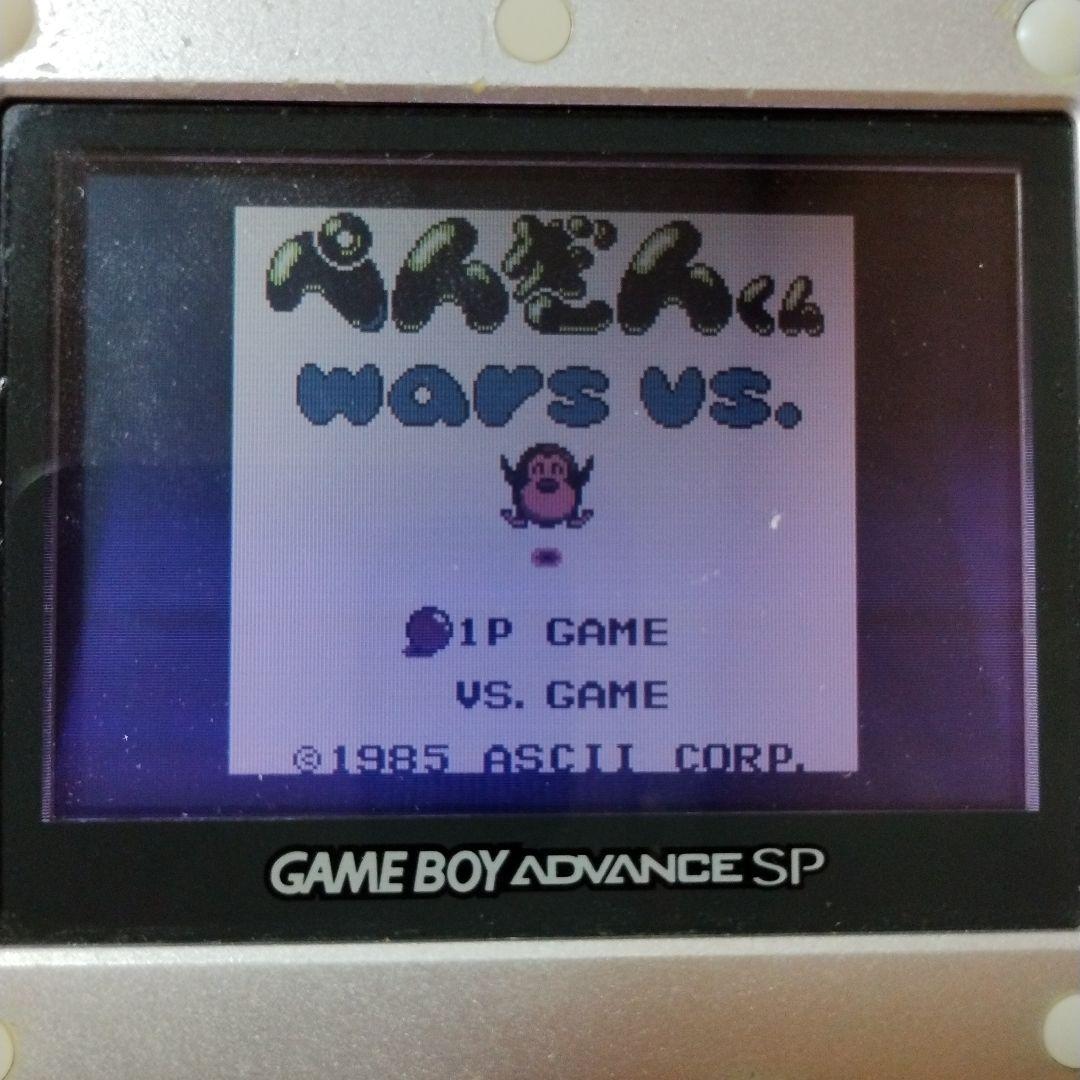 ぺんぎんくん
wars vs.
1P GAME
VS. GAME
©1985 ASCII CORP.
GAME BOY ADVANCE SP